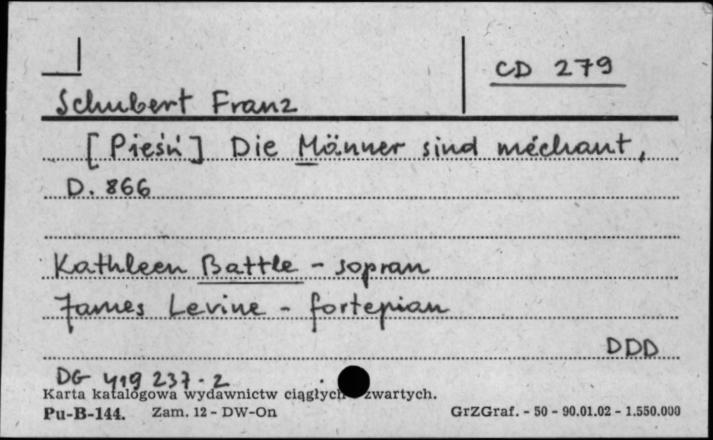 CD 279
Schubert Franz
[Pieśń] Die Männer sind méchant,
D. 866
Kathleen Battle - sopran
James Levine - fortepian
DDD
DG 419 237-2
Karta katalogowa wydawnictw ciągłych zwartych.
Pu-B-144. Zam. 12 - DW-On GrZGraf. - 50 - 90.01.02 - 1.550.000